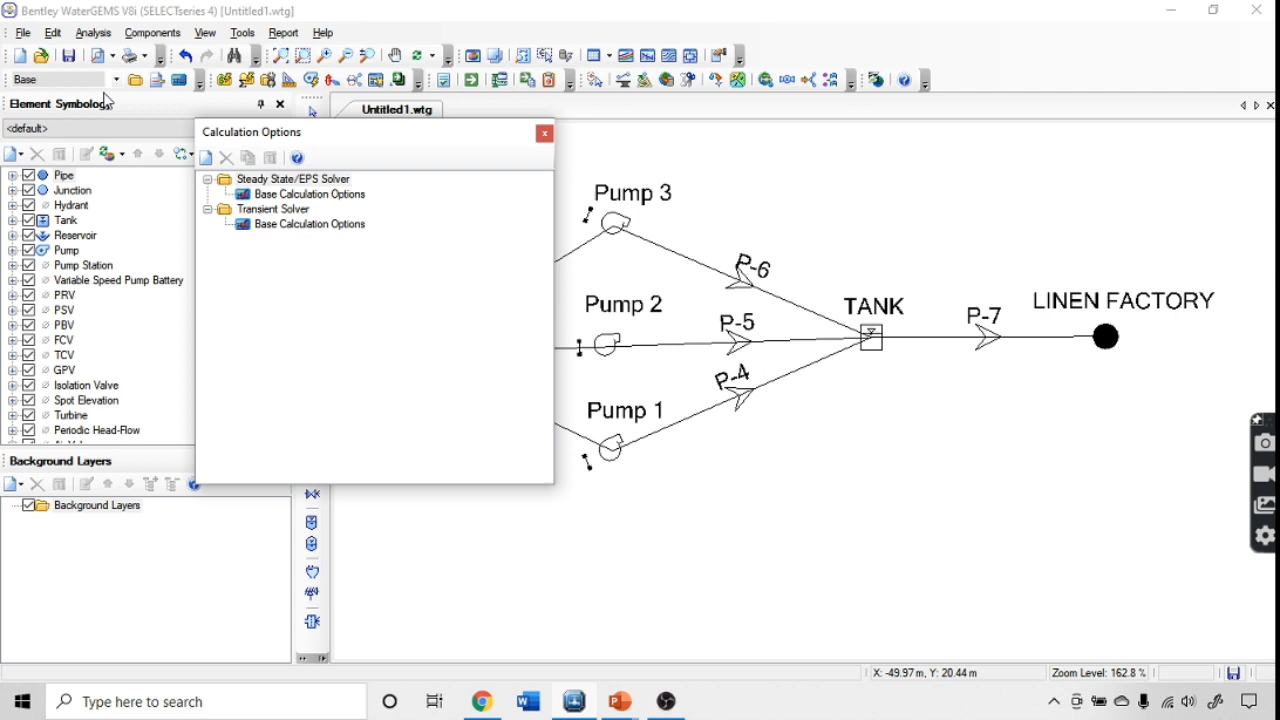 Bentley WaterGEMS V8i (SELECTseries 4) [Untitled1.wtg]
File Edit Analysis Components View Tools Report Help
Base
Element Symbology
<default>
Untitled1.wtg
Calculation Options
Steady State/EPS Solver
Base Calculation Options
Transient Solver
Base Calculation Options
Pipe
Junction
Hydrant
Tank
Reservoir
Pump
Pump Station
Variable Speed Pump Battery
PRV
PSV
PBV
FCV
TCV
GPV
Isolation Valve
Spot Elevation
Turbine
Periodic Head-Flow
Background Layers
Background Layers
Pump 3
P-6
Pump 2
P-5
TANK
P-7
LINEN FACTORY
P-4
Pump 1
X: -49.97 m, Y: 20.44 m
Zoom Level: 162.8 %
Type here to search